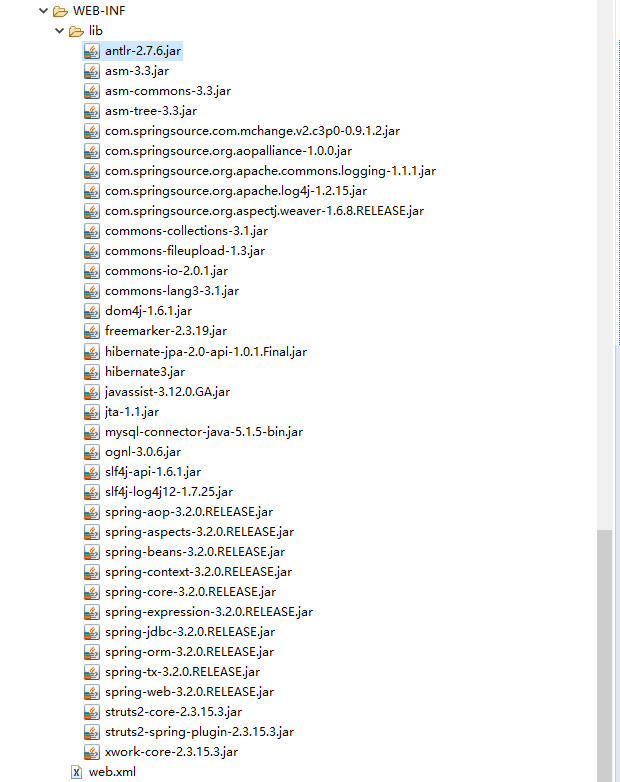 WEB-INF
lib
antlr-2.7.6.jar
asm-3.3.jar
asm-commons-3.3.jar
asm-tree-3.3.jar
com.springsource.com.mchange.v2.c3p0-0.9.1.2.jar
com.springsource.org.aopalliance-1.0.0.jar
com.springsource.org.apache.commons.logging-1.1.1.jar
com.springsource.org.apache.log4j-1.2.15.jar
com.springsource.org.aspectj.weaver-1.6.8.RELEASE.jar
commons-collections-3.1.jar
commons-fileupload-1.3.jar
commons-io-2.0.1.jar
commons-lang3-3.1.jar
dom4j-1.6.1.jar
freemarker-2.3.19.jar
hibernate-jpa-2.0-api-1.0.1.Final.jar
hibernate3.jar
javassist-3.12.0.GA.jar
jta-1.1.jar
mysql-connector-java-5.1.5-bin.jar
ognl-3.0.6.jar
slf4j-api-1.6.1.jar
slf4j-log4j12-1.7.25.jar
spring-aop-3.2.0.RELEASE.jar
spring-aspects-3.2.0.RELEASE.jar
spring-beans-3.2.0.RELEASE.jar
spring-context-3.2.0.RELEASE.jar
spring-core-3.2.0.RELEASE.jar
spring-expression-3.2.0.RELEASE.jar
spring-jdbc-3.2.0.RELEASE.jar
spring-orm-3.2.0.RELEASE.jar
spring-tx-3.2.0.RELEASE.jar
spring-web-3.2.0.RELEASE.jar
struts2-core-2.3.15.3.jar
struts2-spring-plugin-2.3.15.3.jar
xwork-core-2.3.15.3.jar
web.xml